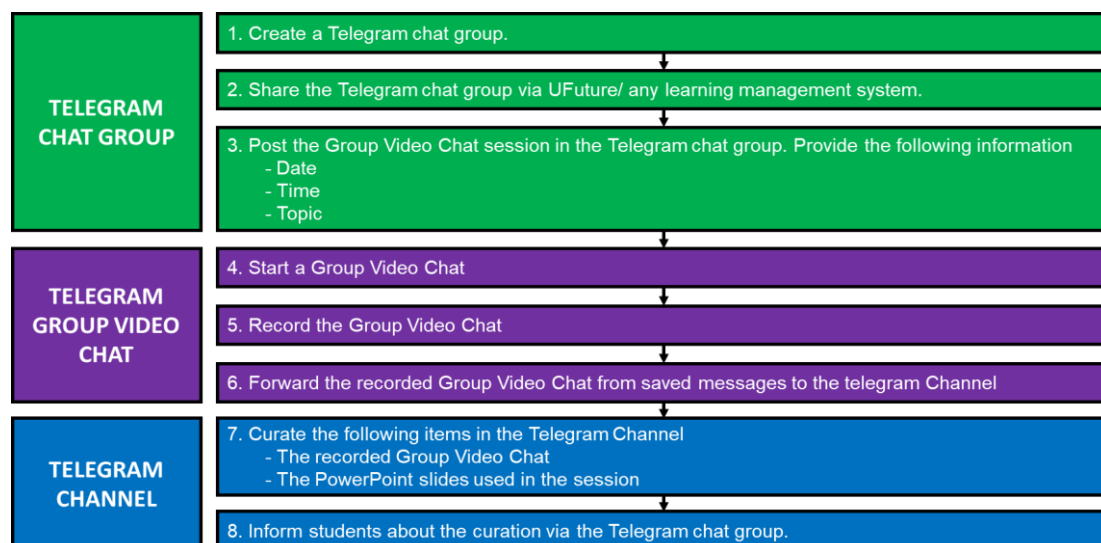 TELEGRAM
CHAT GROUP
1. Create a Telegram chat group.
2. Share the Telegram chat group via UFuture/ any learning management system.
3. Post the Group Video Chat session in the Telegram chat group. Provide the following information
- Date
- Time
- Topic
TELEGRAM
GROUP VIDEO
CHAT
4. Start a Group Video Chat
5. Record the Group Video Chat
6. Forward the recorded Group Video Chat from saved messages to the telegram Channel
TELEGRAM
CHANNEL
7. Curate the following items in the Telegram Channel
- The recorded Group Video Chat
- The PowerPoint slides used in the session
8. Inform students about the curation via the Telegram chat group.